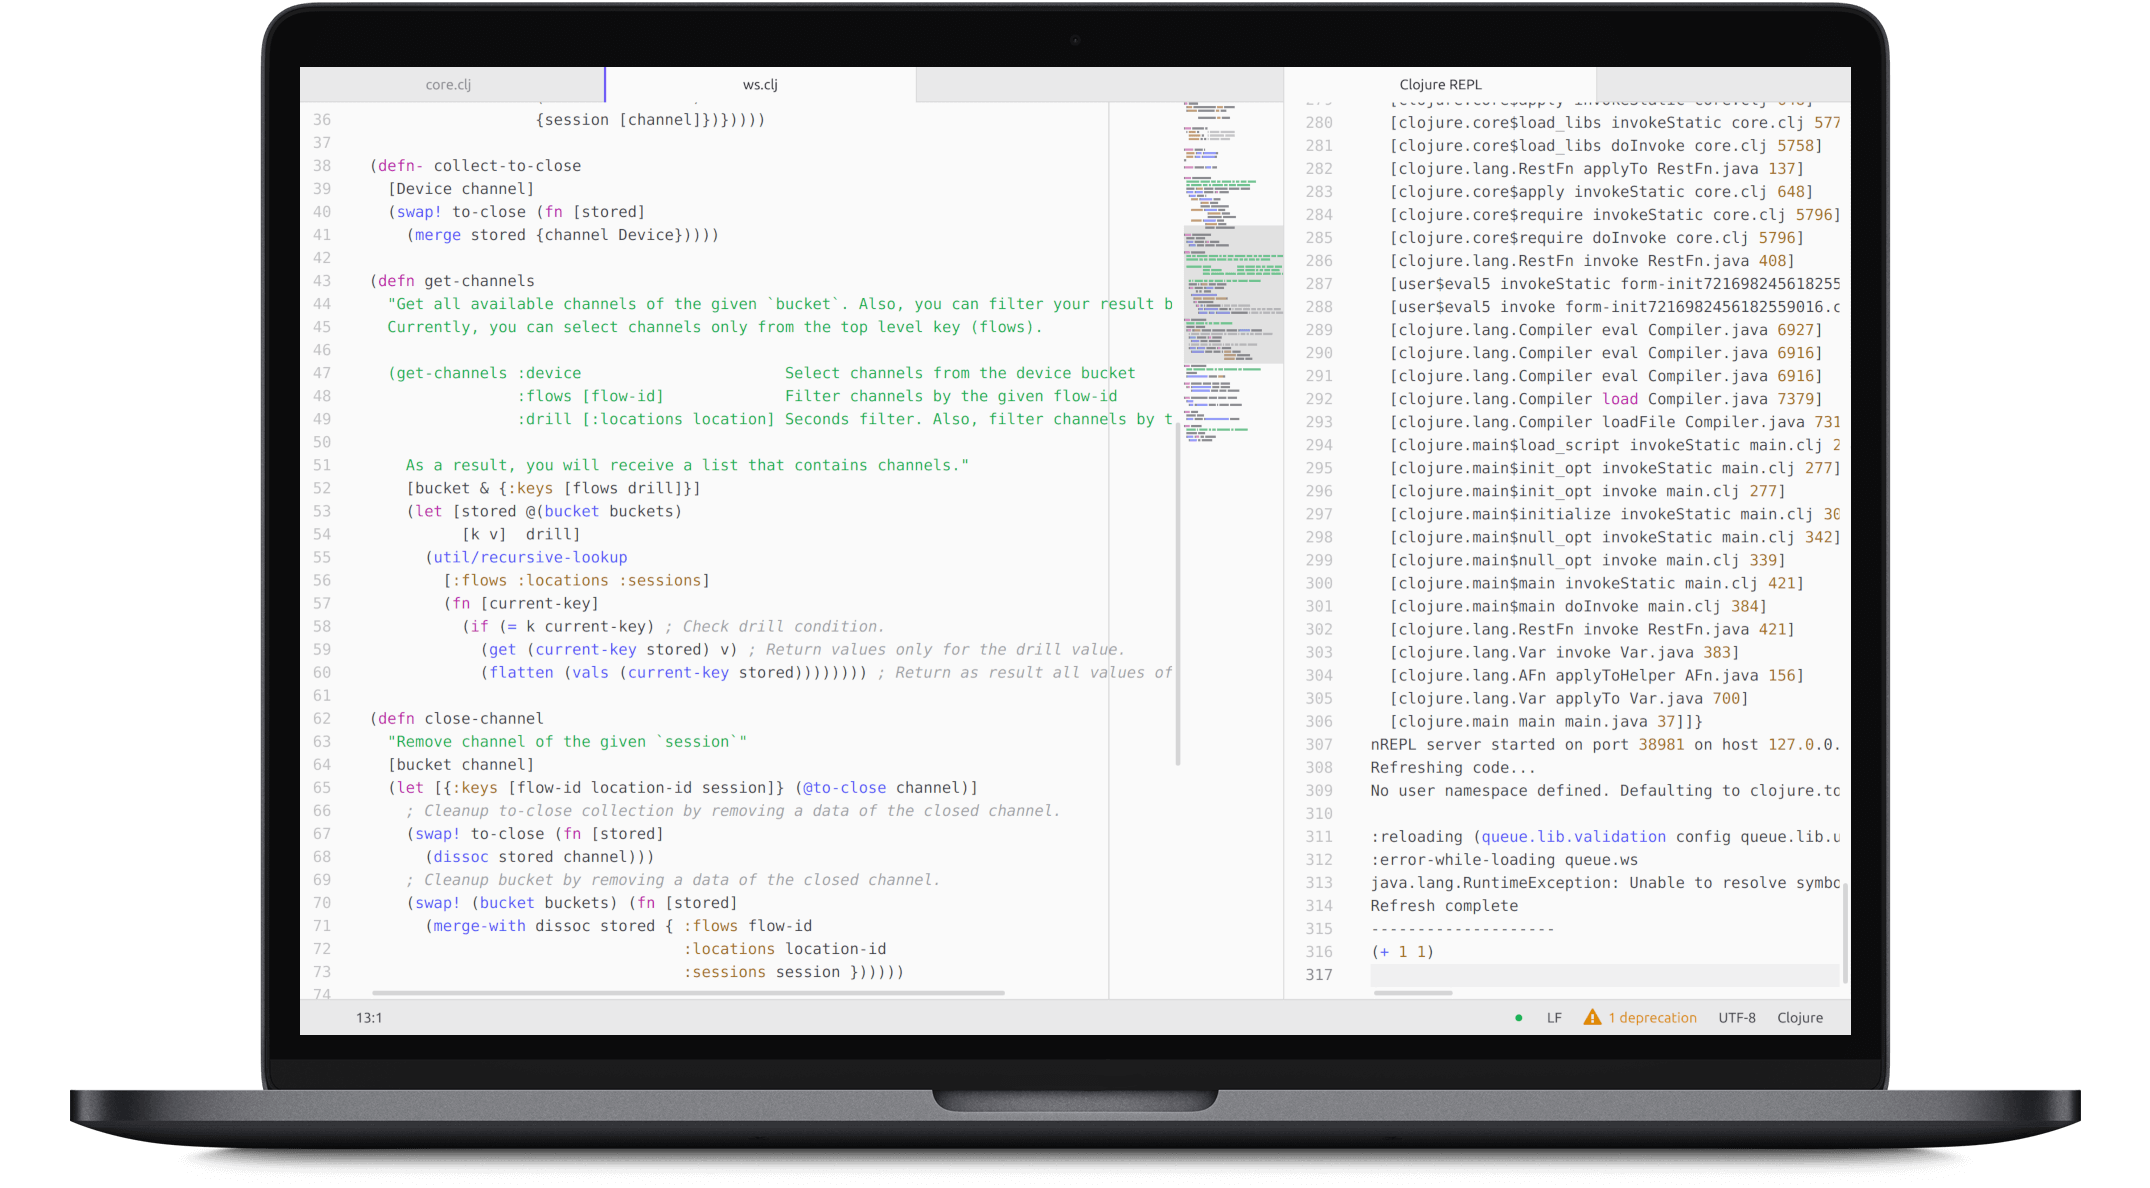 core.clj
ws.clj
Clojure REPL
36 {session [channel]})}))))
37
38 (defn- collect-to-close
39 [Device channel]
40 (swap! to-close (fn [stored]
41 (merge stored {channel Device}))))
42
43 (defn get-channels
44 "Get all available channels of the given `bucket`. Also, you can filter your result b
45 Currently, you can select channels only from the top level key (flows).
46
47 (get-channels :device Select channels from the device bucket
48 :flows [flow-id] Filter channels by the given flow-id
49 :drill [:locations location] Seconds filter. Also, filter channels by t
50
51 As a result, you will receive a list that contains channels."
52 [bucket & {:keys [flows drill]}]
53 (let [stored @(bucket buckets)
54 [k v] drill]
55 (util/recursive-lookup
56 [:flows :locations :sessions]
57 (fn [current-key]
58 (if (= k current-key) ; Check drill condition.
59 (get (current-key stored) v) ; Return values only for the drill value.
60 (flatten (vals (current-key stored)))))))) ; Return as result all values of
61
62 (defn close-channel
63 "Remove channel of the given `session`"
64 [bucket channel]
65 (let [{:keys [flow-id location-id session]} (@to-close channel)]
66 ; Cleanup to-close collection by removing a data of the closed channel.
67 (swap! to-close (fn [stored]
68 (dissoc stored channel)))
69 ; Cleanup bucket by removing a data of the closed channel.
70 (swap! (bucket buckets) (fn [stored]
71 (merge-with dissoc stored { :flows flow-id
72 :locations location-id
73 :sessions session })))))
74
279 [clojure.core$apply invokeStatic core.clj 648]
280 [clojure.core$load_libs invokeStatic core.clj 577
281 [clojure.core$load_libs doInvoke core.clj 5758]
282 [clojure.lang.RestFn applyTo RestFn.java 137]
283 [clojure.core$apply invokeStatic core.clj 648]
284 [clojure.core$require invokeStatic core.clj 5796]
285 [clojure.core$require doInvoke core.clj 5796]
286 [clojure.lang.RestFn invoke RestFn.java 408]
287 [user$eval5 invokeStatic form-init721698245618255
288 [user$eval5 invoke form-init7216982456182559016.c
289 [clojure.lang.Compiler eval Compiler.java 6927]
290 [clojure.lang.Compiler eval Compiler.java 6916]
291 [clojure.lang.Compiler eval Compiler.java 6916]
292 [clojure.lang.Compiler load Compiler.java 7379]
293 [clojure.lang.Compiler loadFile Compiler.java 731
294 [clojure.main$load_script invokeStatic main.clj 2
295 [clojure.main$init_opt invokeStatic main.clj 277]
296 [clojure.main$init_opt invoke main.clj 277]
297 [clojure.main$initialize invokeStatic main.clj 30
298 [clojure.main$null_opt invokeStatic main.clj 342]
299 [clojure.main$null_opt invoke main.clj 339]
300 [clojure.main$main invokeStatic main.clj 421]
301 [clojure.main$main doInvoke main.clj 384]
302 [clojure.lang.RestFn invoke RestFn.java 421]
303 [clojure.lang.Var invoke Var.java 383]
304 [clojure.lang.AFn applyToHelper AFn.java 156]
305 [clojure.lang.Var applyTo Var.java 700]
306 [clojure.main main main.java 37]]}
307 nREPL server started on port 38981 on host 127.0.0.
308 Refreshing code...
309 No user namespace defined. Defaulting to clojure.to
310
311 :reloading (queue.lib.validation config queue.lib.u
312 :error-while-loading queue.ws
313 java.lang.RuntimeException: Unable to resolve symbo
314 Refresh complete
315 --------------------
316 (+ 1 1)
317
13:1
LF
1 deprecation
UTF-8
Clojure